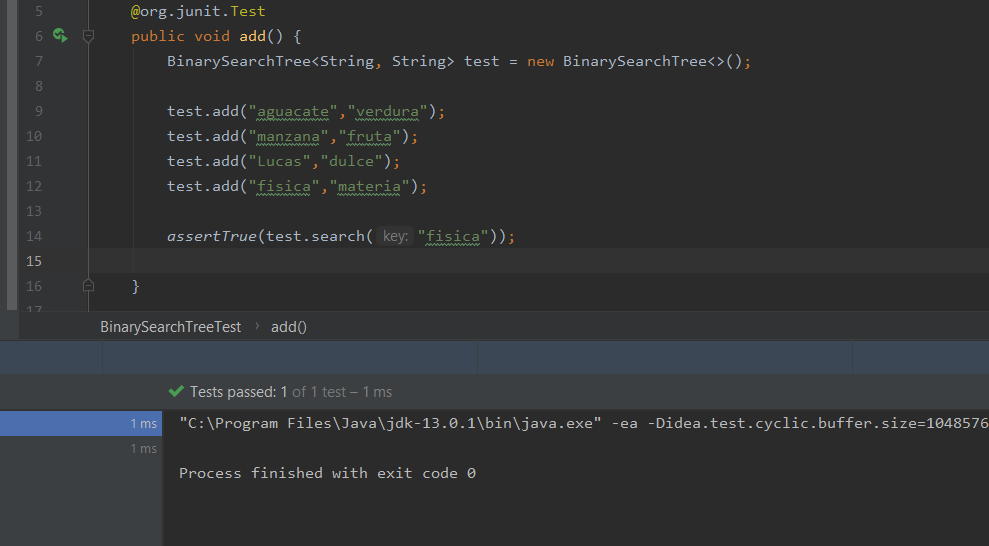 5 @org.junit.Test
6 public void add() {
7 BinarySearchTree<String, String> test = new BinarySearchTree<>();
8
9 test.add("aguacate","verdura");
10 test.add("manzana","fruta");
11 test.add("Lucas","dulce");
12 test.add("fisica","materia");
13
14 assertTrue(test.search( key: "fisica"));
15
16 }
17
BinarySearchTreeTest › add()
Tests passed: 1 of 1 test – 1 ms
1 ms "C:\Program Files\Java\jdk-13.0.1\bin\java.exe" -ea -Didea.test.cyclic.buffer.size=1048576
1 ms
Process finished with exit code 0